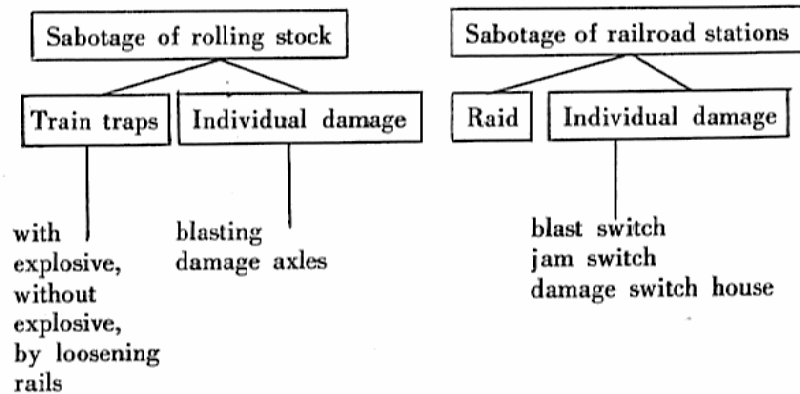 Sabotage of rolling stock
Train traps
Individual damage
with
explosive,
without
explosive,
by loosening
rails
blasting
damage axles
Sabotage of railroad stations
Raid
Individual damage
blast switch
jam switch
damage switch house